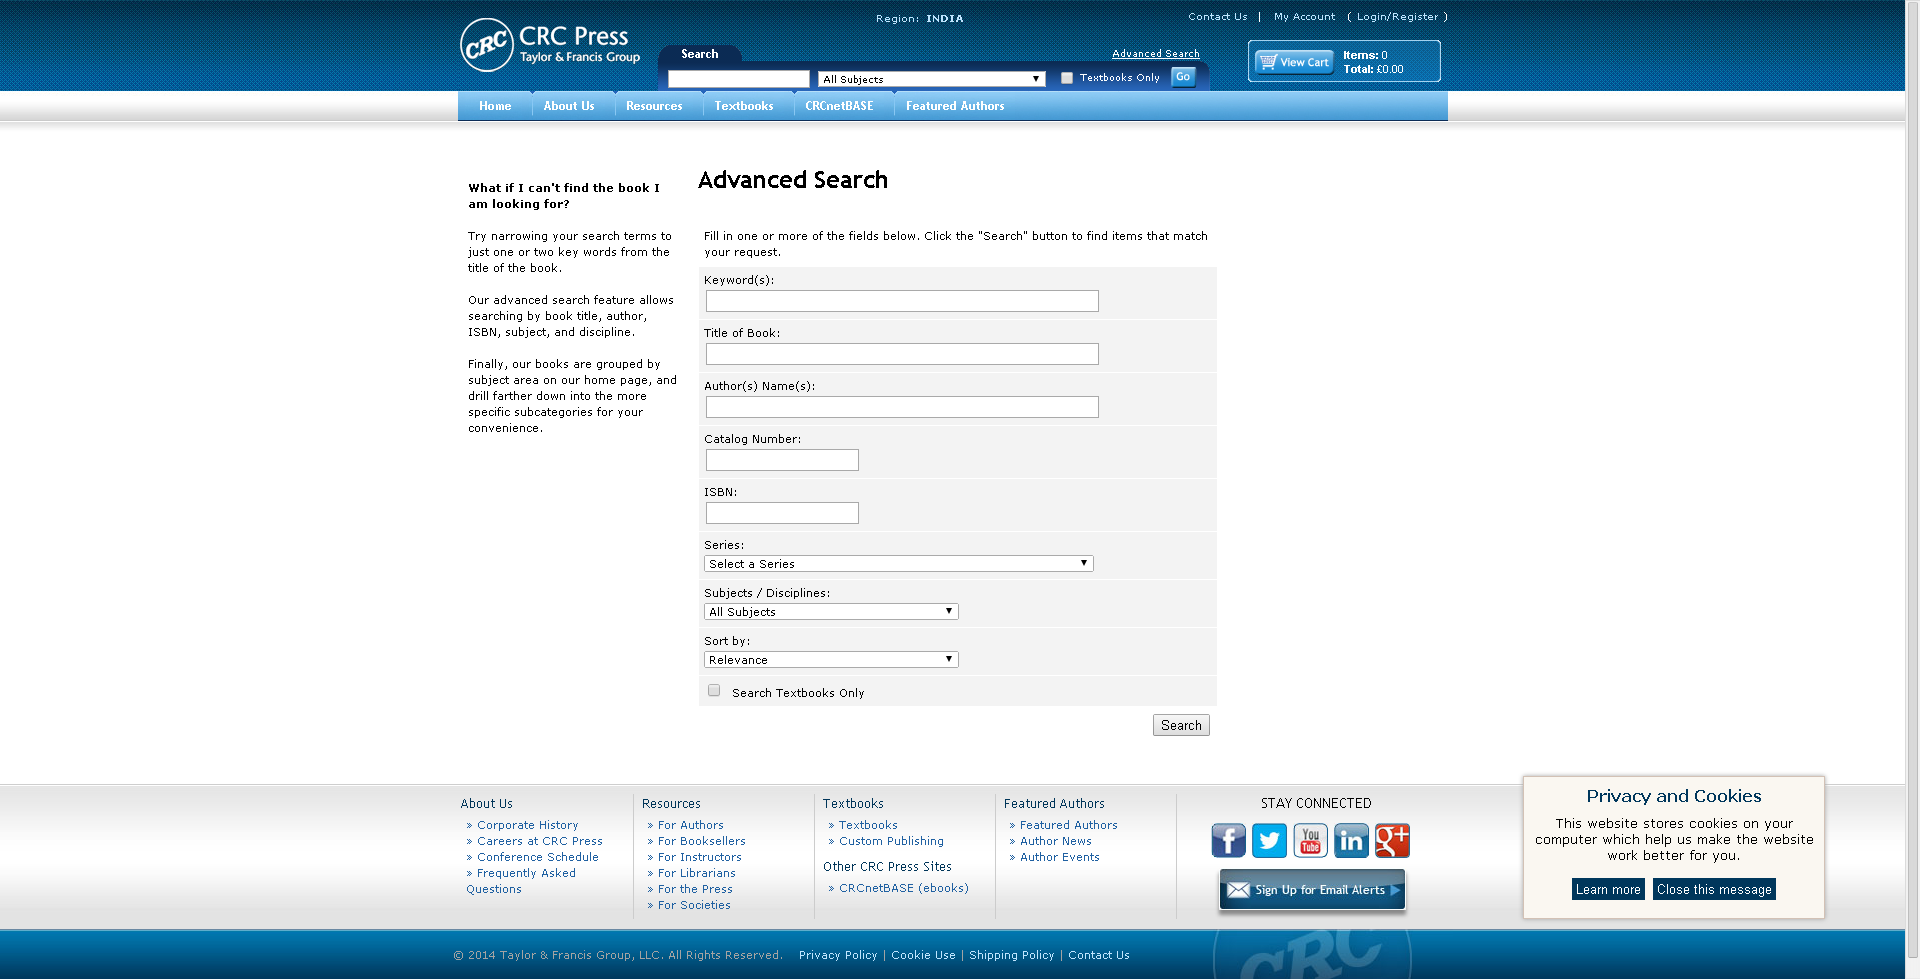 Region: INDIA
Contact Us | My Account ( Login/Register )
CRC
CRC Press
Taylor & Francis Group
Search
Advanced Search
All Subjects
Textbooks Only
Go
View Cart
Items: 0
Total: £0.00
Home
About Us
Resources
Textbooks
CRCnetBASE
Featured Authors
What if I can't find the book I
am looking for?
Try narrowing your search terms to
just one or two key words from the
title of the book.
Our advanced search feature allows
searching by book title, author,
ISBN, subject, and discipline.
Finally, our books are grouped by
subject area on our home page, and
drill farther down into the more
specific subcategories for your
convenience.
Advanced Search
Fill in one or more of the fields below. Click the "Search" button to find items that match
your request.
Keyword(s):
Title of Book:
Author(s) Name(s):
Catalog Number:
ISBN:
Series:
Select a Series
Subjects / Disciplines:
All Subjects
Sort by:
Relevance
Search Textbooks Only
Search
About Us
» Corporate History
» Careers at CRC Press
» Conference Schedule
» Frequently Asked
Questions
Resources
» For Authors
» For Booksellers
» For Instructors
» For Librarians
» For the Press
» For Societies
Textbooks
» Textbooks
» Custom Publishing
Other CRC Press Sites
» CRCnetBASE (ebooks)
Featured Authors
» Featured Authors
» Author News
» Author Events
STAY CONNECTED
f
You
Tube
in
g+
Sign Up for Email Alerts
Privacy and Cookies
This website stores cookies on your
computer which help us make the website
work better for you.
Learn more
Close this message
© 2014 Taylor & Francis Group, LLC. All Rights Reserved.
Privacy Policy | Cookie Use | Shipping Policy | Contact Us
CRC